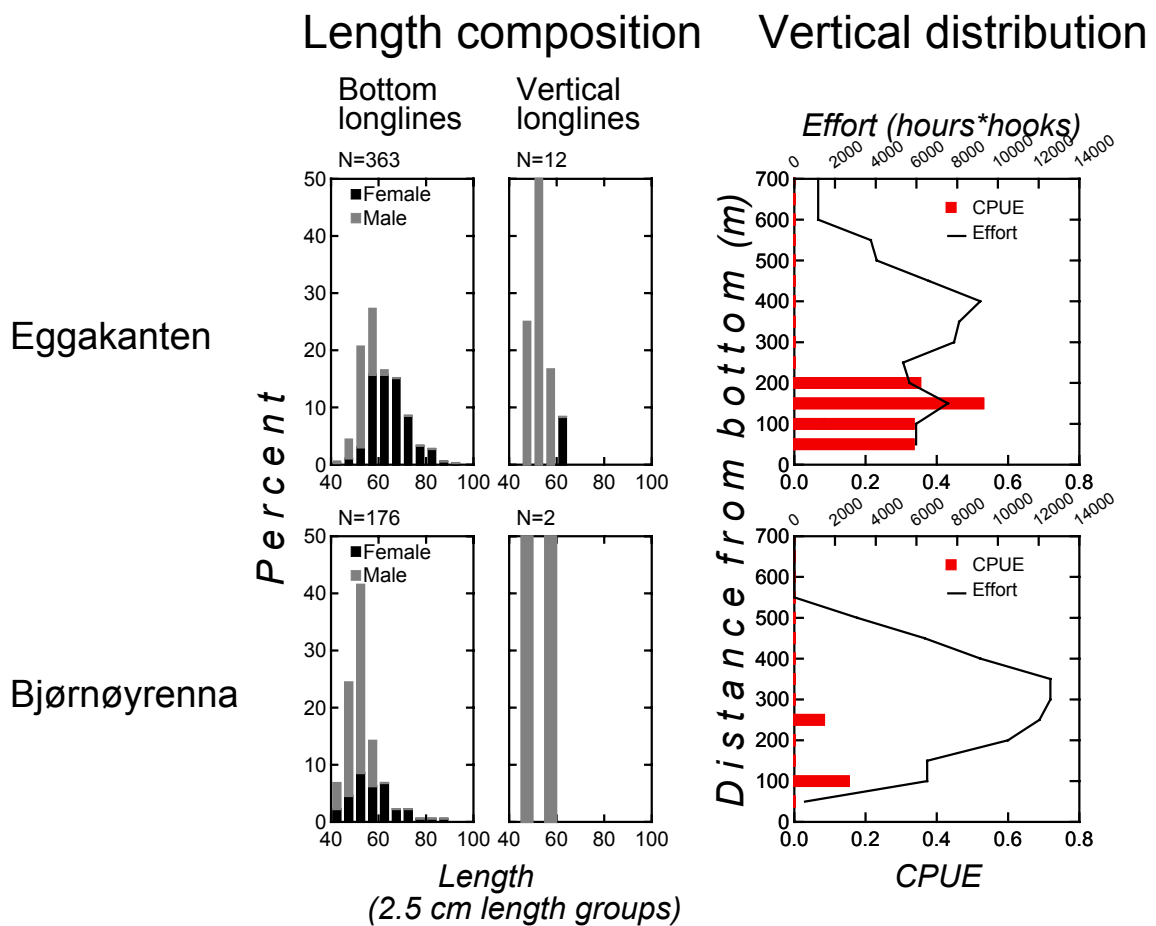 Length composition
Vertical distribution
Bottom
longlines
Vertical
longlines
Effort (hours*hooks)
N=363
N=12
0 2000 4000 6000 8000 10000 12000 14000
Eggakanten
Percent
50
40
30
20
10
0
Female
Male
40 60 80 100
40 60 80 100
Distance from bottom (m)
700
600
500
400
300
200
100
0
CPUE
Effort
0.0 0.2 0.4 0.6 0.8
N=176
N=2
0 2000 4000 6000 8000 10000 12000 14000
Bjørnøyrenna
50
40
30
20
10
0
Female
Male
40 60 80 100
40 60 80 100
700
600
500
400
300
200
100
0
CPUE
Effort
0.0 0.2 0.4 0.6 0.8
Length
(2.5 cm length groups)
CPUE